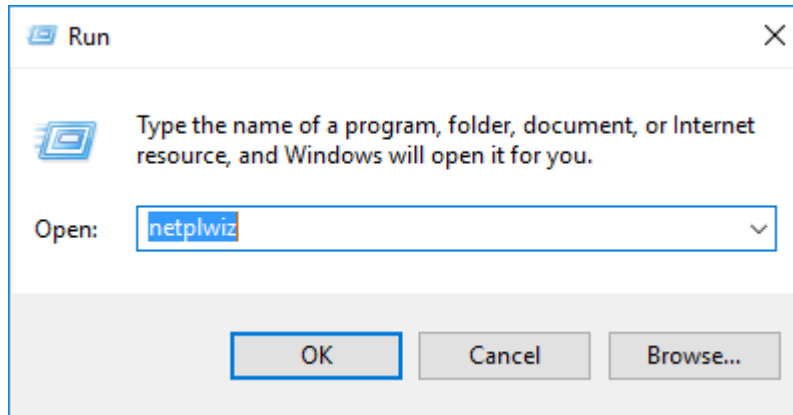 Run
Type the name of a program, folder, document, or Internet
resource, and Windows will open it for you.
Open: netplwiz
OK Cancel Browse...